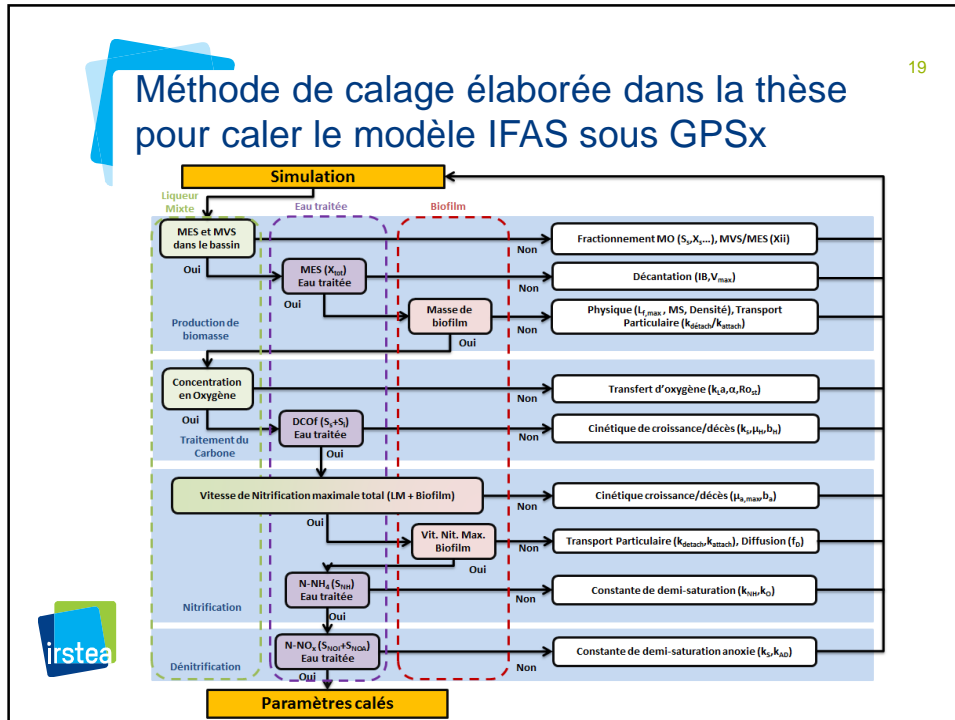 19
Méthode de calage élaborée dans la thèse
pour caler le modèle IFAS sous GPSx
Simulation
Liqueur
Mixte
Eau traitée
Biofilm
MES et MVS
dans le bassin
Non
Fractionnement MO (Ss,Xs...), MVS/MES (Xii)
Oui
MES (Xtot)
Eau traitée
Non
Décantation (IB,Vmax)
Oui
Masse de
biofilm
Non
Physique (Lf,max , MS, Densité), Transport
Particulaire (kdétach/kattach)
Oui
Production de
biomasse
Concentration
en Oxygène
Non
Transfert d'oxygène (kLa,α,Rost)
Oui
DCOf (Ss+SI)
Eau traitée
Non
Cinétique de croissance/décès (ks,μH,bH)
Traitement du
Carbone
Oui
Vitesse de Nitrification maximale total (LM + Biofilm)
Non
Cinétique croissance/décès (μa,max,ba)
Oui
Vit. Nit. Max.
Biofilm
Non
Transport Particulaire (kdetach,kattach), Diffusion (fD)
Oui
N-NH4 (SNH)
Eau traitée
Non
Constante de demi-saturation (kNH,kO)
Nitrification
Oui
N-NOx (SNOI+SNOA)
Eau traitée
Non
Constante de demi-saturation anoxie (ks,kAD)
Dénitrification
Oui
Paramètres calés
irstea